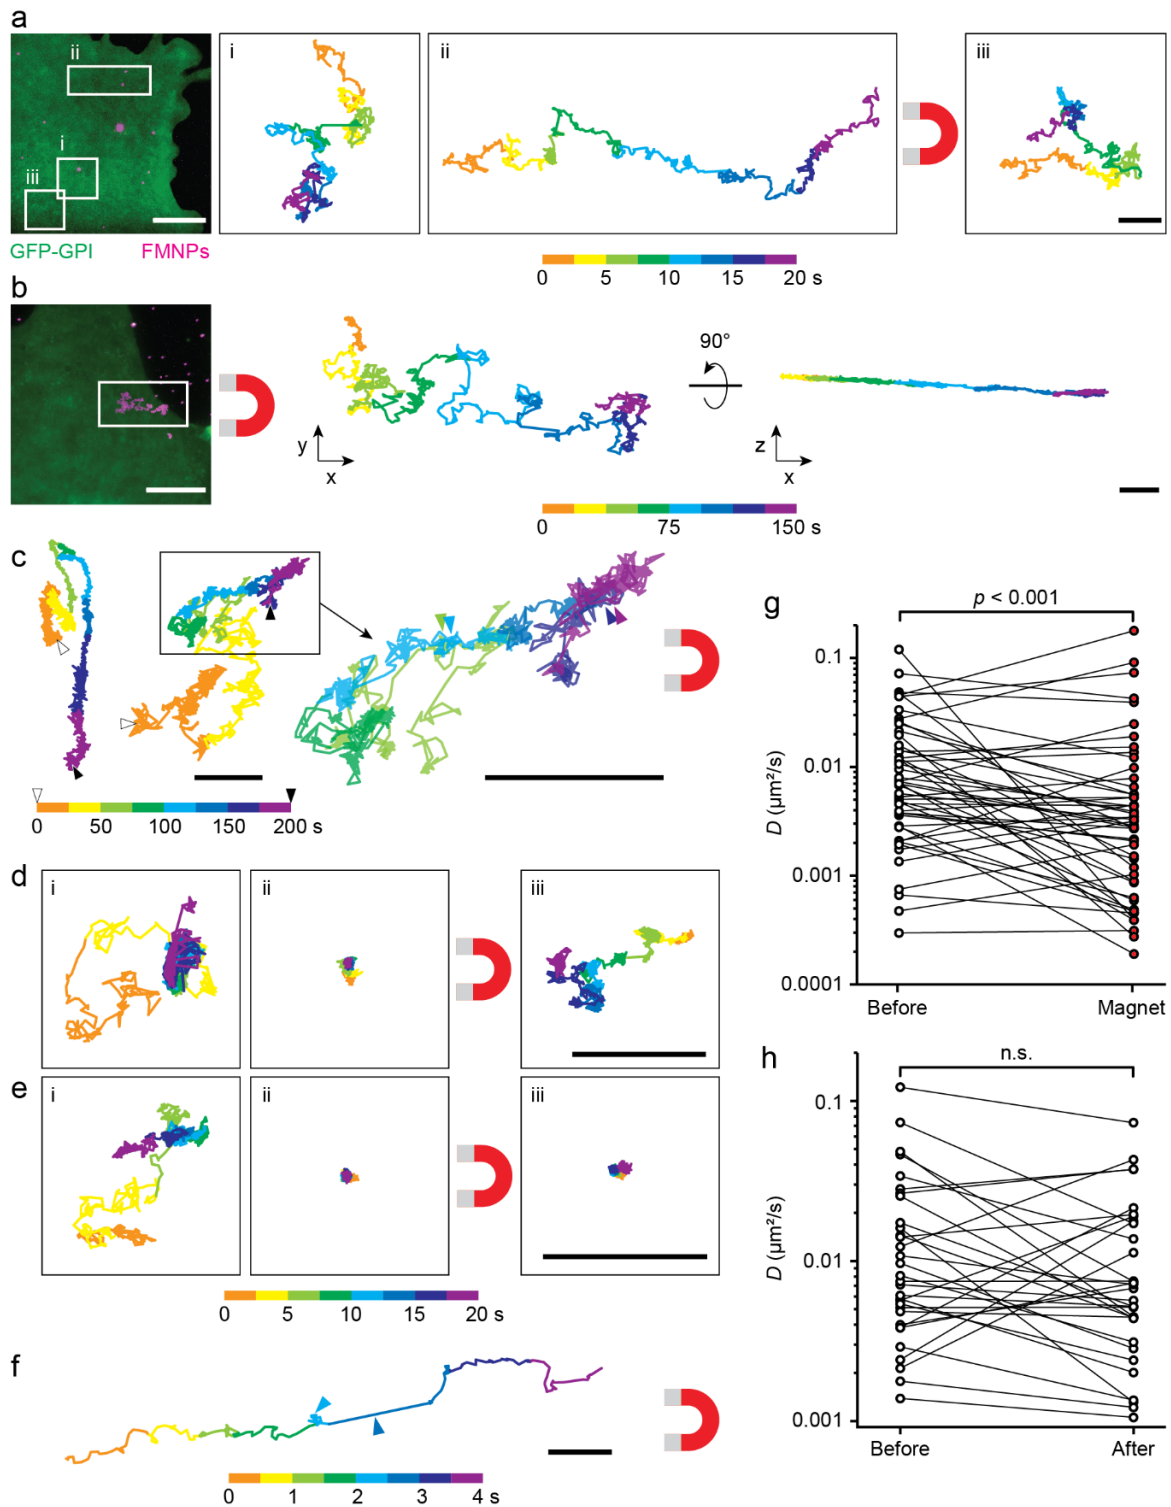 a
ii
i
iii
GFP-GPI FMNPs
i
ii
iii
0 5 10 15 20 s
b
y
x
90°
z
x
0 75 150 s
c
0 50 100 150 200 s
d
i
ii
iii
e
i
ii
iii
0 5 10 15 20 s
f
0 1 2 3 4 s
g
p < 0.001
D (µm²/s)
0.1
0.01
0.001
0.0001
Before Magnet
h
n.s.
D (µm²/s)
0.1
0.01
0.001
Before After